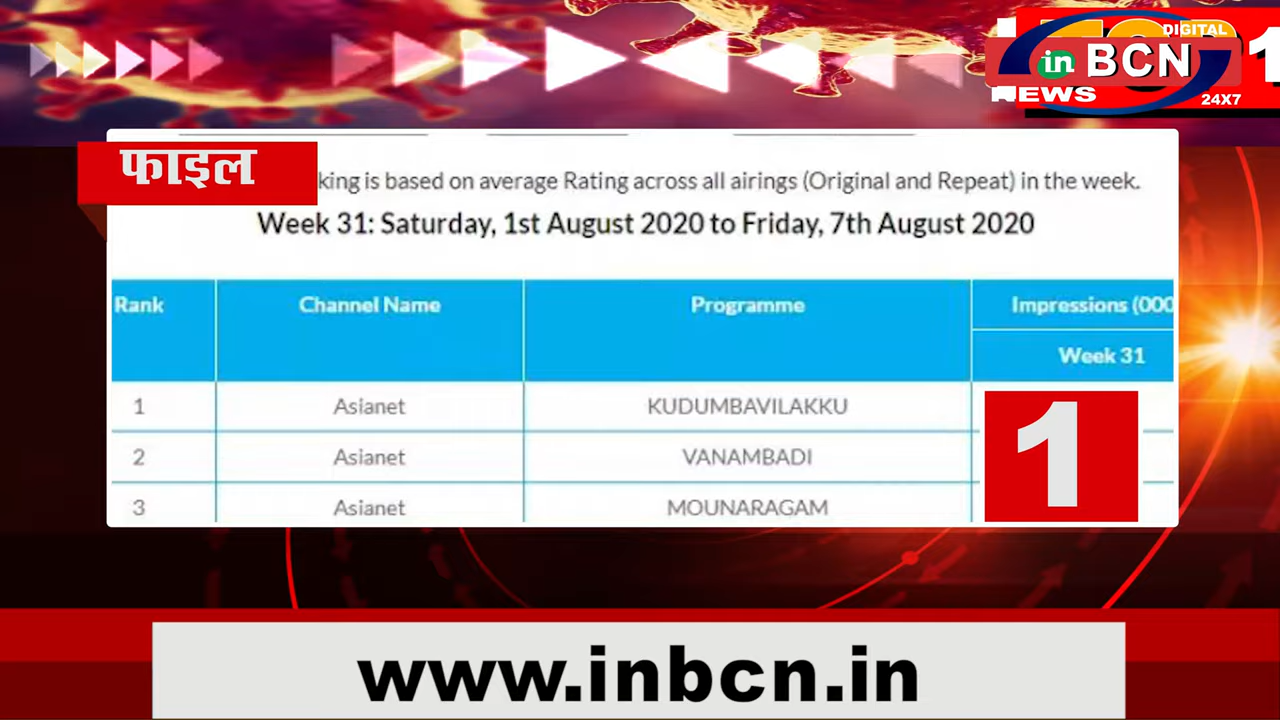 DIGITAL
in BCN
NEWS
24X7
1
फाइल
king is based on average Rating across all airings (Original and Repeat) in the week.
Week 31: Saturday, 1st August 2020 to Friday, 7th August 2020
Rank Channel Name Programme Impressions (000
Week 31
1 Asianet KUDUMBAVILAKKU
2 Asianet VANAMBADI
3 Asianet MOUNARAGAM
1
www.inbcn.in